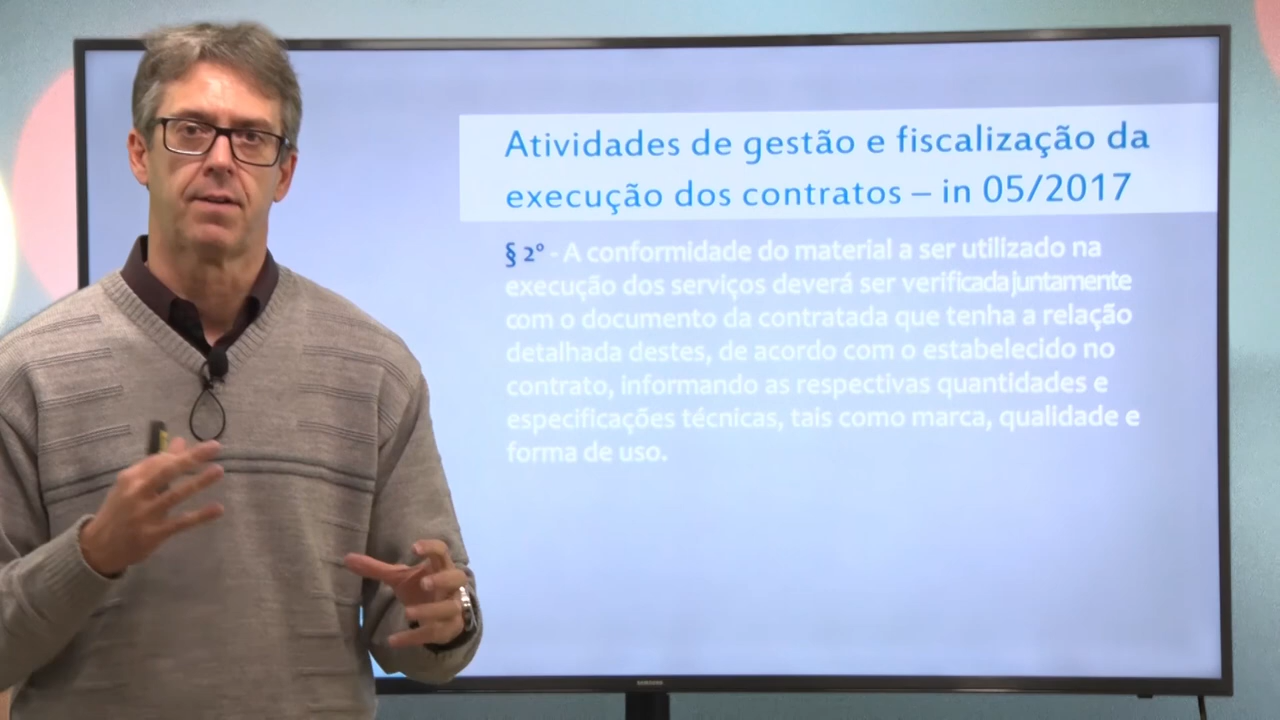 Atividades de gestão e fiscalização da
execução dos contratos – in 05/2017
§ 2° - A conformidade do material a ser utilizado na
execução dos serviços deverá ser verificada juntamente
com o documento da contratada que tenha a relação
detalhada destes, de acordo com o estabelecido no
contrato, informando as respectivas quantidades e
especificações técnicas, tais como marca, qualidade e
forma de uso.
SAMSUNG